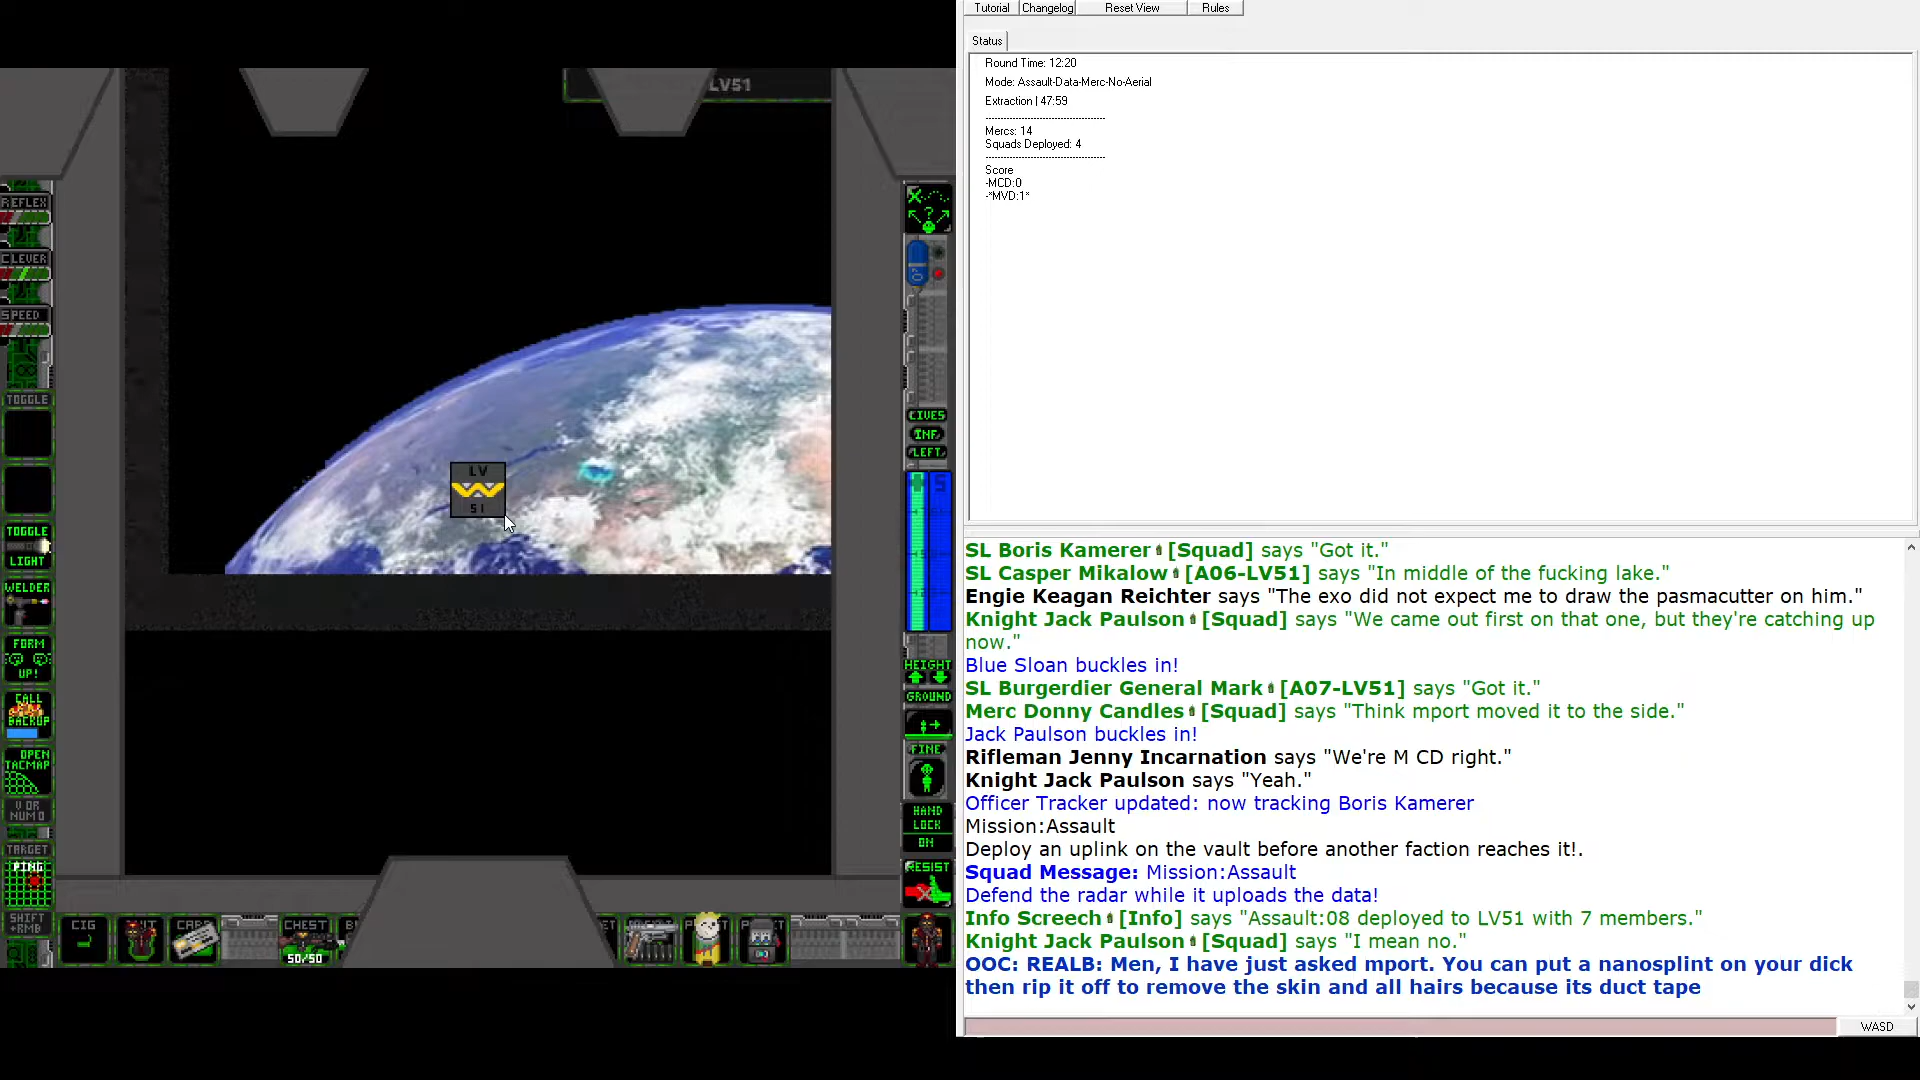 Tutorial
Changelog
Reset View
Rules
Status
Round Time: 12:20
Mode: Assault-Data-Merc-No-Aerial
Extraction | 47:59
Mercs: 14
Squads Deployed: 4
Score
-MCD:0
-*MVD:1*
LV51
REFLEX
CLEVER
SPEED
TOGGLE
TOGGLE
LIGHT
WELDER
FORM
UP!
CALL
BACKUP
OPEN
TACMAP
V OR
NUM 0
TARGET
PING
SHIFT
+RMB
LV
51
CIVES
INF
LEFT
HEIGHT
GROUND
FINE
HAND
LOCK
ON
RESIST
CIG
CARD
CHEST
50/50
SL Boris Kamerer [Squad] says "Got it."
SL Casper Mikalow [A06-LV51] says "In middle of the fucking lake."
Engie Keagan Reichter says "The exo did not expect me to draw the pasmacutter on him."
Knight Jack Paulson [Squad] says "We came out first on that one, but they're catching up
now."
Blue Sloan buckles in!
SL Burgerdier General Mark [A07-LV51] says "Got it."
Merc Donny Candles [Squad] says "Think mport moved it to the side."
Jack Paulson buckles in!
Rifleman Jenny Incarnation says "We're M CD right."
Knight Jack Paulson says "Yeah."
Officer Tracker updated: now tracking Boris Kamerer
Mission:Assault
Deploy an uplink on the vault before another faction reaches it!.
Squad Message: Mission:Assault
Defend the radar while it uploads the data!
Info Screech [Info] says "Assault:08 deployed to LV51 with 7 members."
Knight Jack Paulson [Squad] says "I mean no."
OOC: REALB: Men, I have just asked mport. You can put a nanosplint on your dick
then rip it off to remove the skin and all hairs because its duct tape
WASD